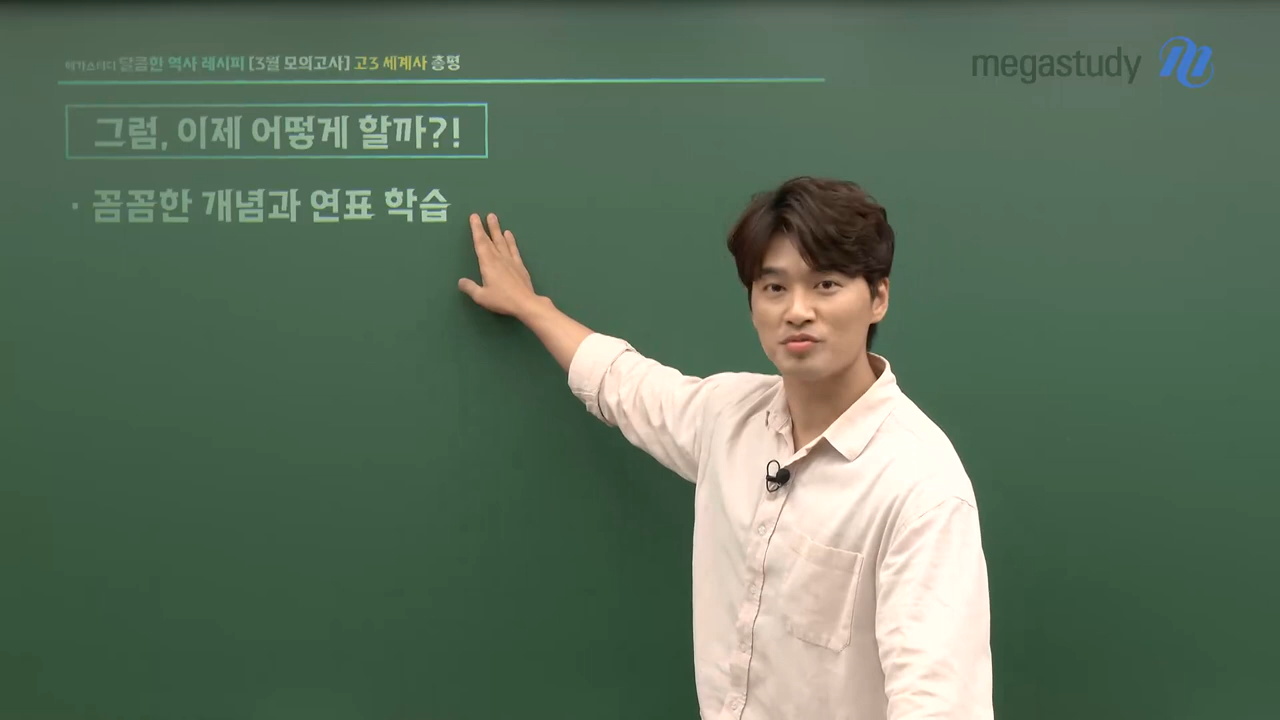 메가스터디 달콤한 역사 레시피 [3월 모의고사] 고3 세계사 총평
megastudy
그럼, 이제 어떻게 할까?!
· 꼼꼼한 개념과 연표 학습